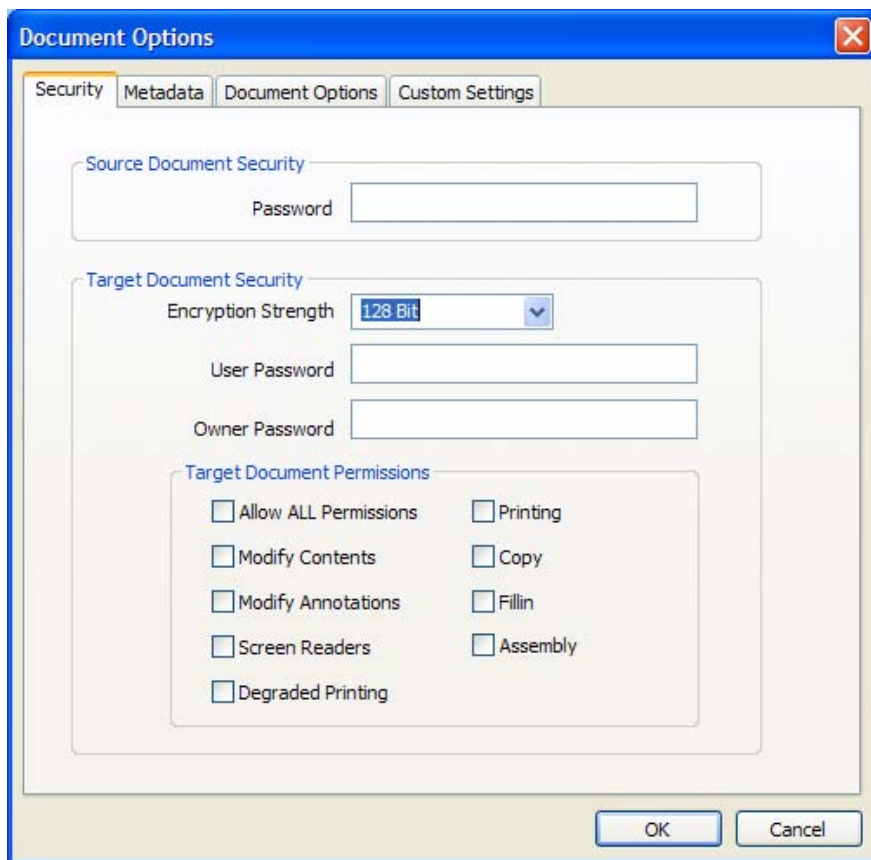 Document Options
Security Metadata Document Options Custom Settings
Source Document Security
Password
Target Document Security
Encryption Strength 128 Bit
User Password
Owner Password
Target Document Permissions
Allow ALL Permissions Printing
Modify Contents Copy
Modify Annotations Fillin
Screen Readers Assembly
Degraded Printing
OK Cancel